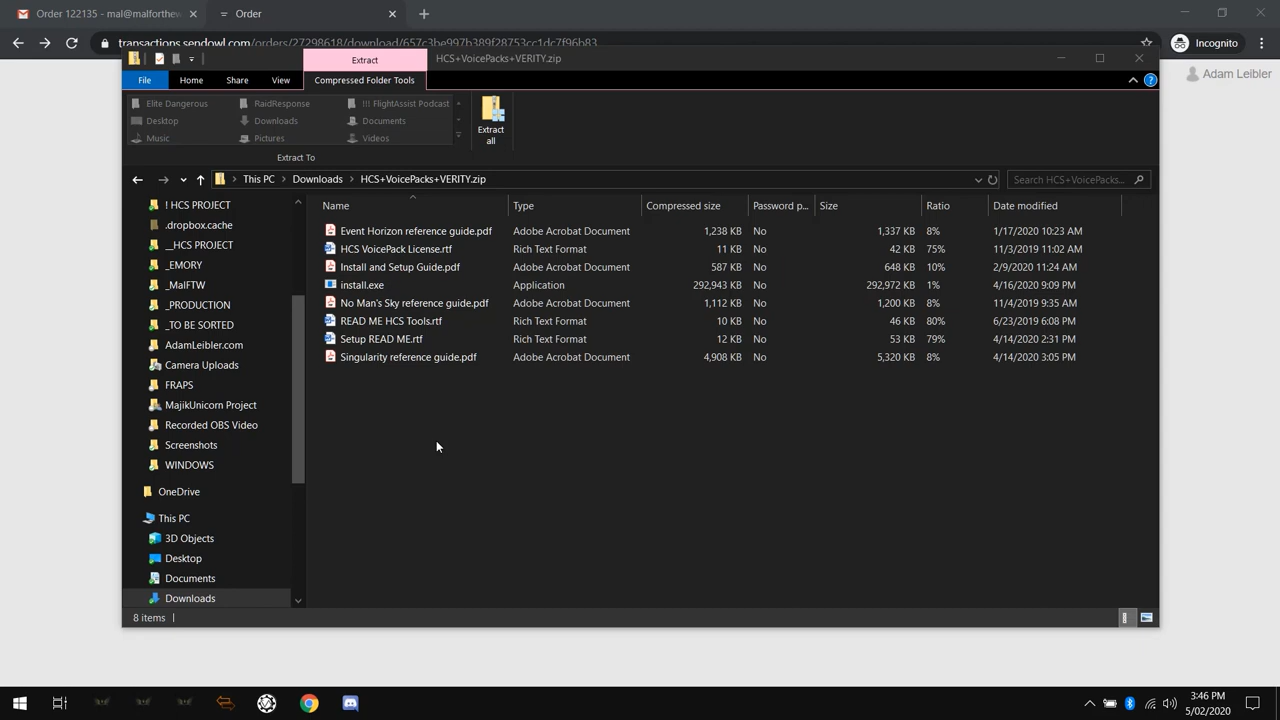 Order 122135 - mal@malforthew
Order
transactions.sendowl.com/orders/27298618/download/657c3be997b389f28753cc1dc7f96b83
Incognito
Adam Leibler
Extract
HCS+VoicePacks+VERITY.zip
File
Home
Share
View
Compressed Folder Tools
Elite Dangerous
RaidResponse
!!! FlightAssist Podcast
Desktop
Downloads
Documents
Music
Pictures
Videos
Extract
all
Extract To
This PC
Downloads
HCS+VoicePacks+VERITY.zip
Search HCS+VoicePacks...
Name
Type
Compressed size
Password p...
Size
Ratio
Date modified
Event Horizon reference guide.pdf Adobe Acrobat Document 1,238 KB No 1,337 KB 8% 1/17/2020 10:23 AM
HCS VoicePack License.rtf Rich Text Format 11 KB No 42 KB 75% 11/3/2019 11:02 AM
Install and Setup Guide.pdf Adobe Acrobat Document 587 KB No 648 KB 10% 2/9/2020 11:24 AM
install.exe Application 292,943 KB No 292,972 KB 0% 4/16/2020 9:09 PM
No Man's Sky reference guide.pdf Adobe Acrobat Document 1,112 KB No 1,200 KB 8% 11/4/2019 9:35 AM
READ ME HCS Tools.rtf Rich Text Format 10 KB No 46 KB 80% 6/23/2019 6:08 PM
Setup READ ME.rtf Rich Text Format 12 KB No 53 KB 79% 4/14/2020 2:31 PM
Singularity reference guide.pdf Adobe Acrobat Document 4,908 KB No 5,320 KB 8% 4/14/2020 3:05 PM
! HCS PROJECT
.dropbox.cache
__HCS PROJECT
_EMORY
_MalFTW
_PRODUCTION
_TO BE SORTED
AdamLeibler.com
Camera Uploads
FRAPS
MajikUnicorn Project
Recorded OBS Video
Screenshots
WINDOWS
OneDrive
This PC
3D Objects
Desktop
Documents
Downloads
8 items
3:46 PM
5/02/2020